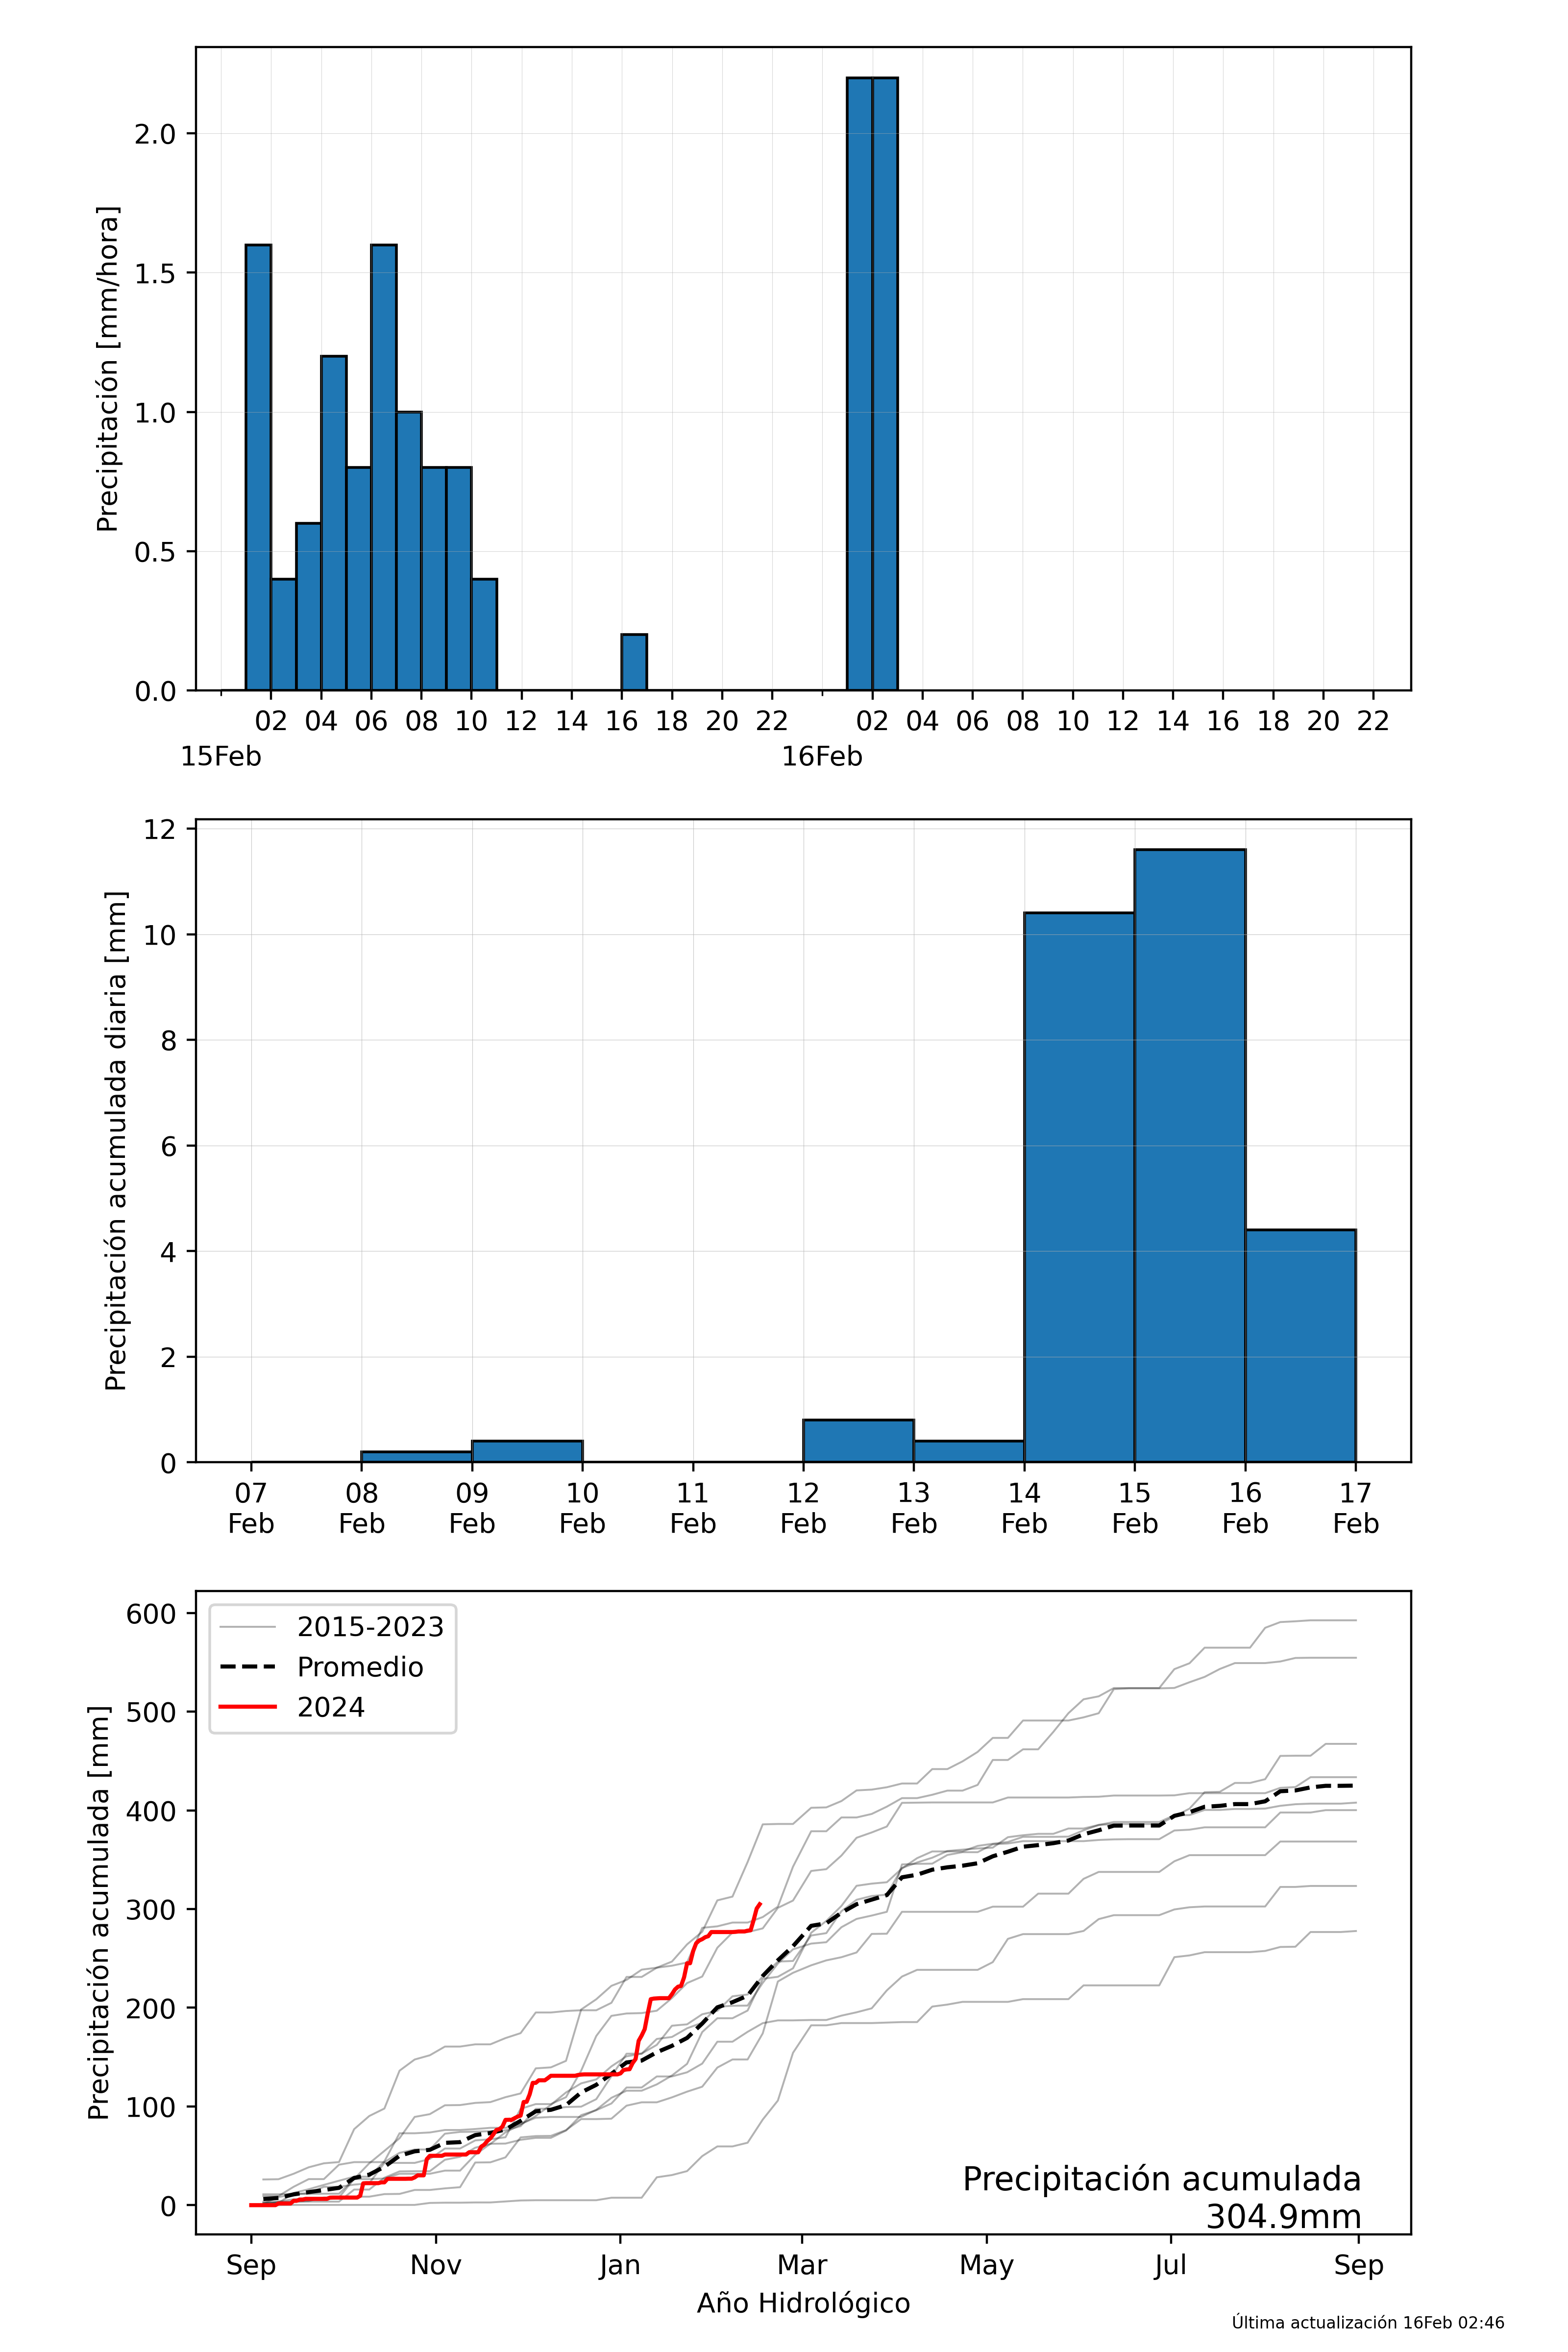 Precipitación [mm/hora]
2.0
1.5
1.0
0.5
0.0
02 04 06 08 10 12 14 16 18 20 22 02 04 06 08 10 12 14 16 18 20 22
15Feb 16Feb
Precipitación acumulada diaria [mm]
12
10
8
6
4
2
0
07 08 09 10 11 12 13 14 15 16 17
Feb Feb Feb Feb Feb Feb Feb Feb Feb Feb Feb
Precipitación acumulada [mm]
600
500
400
300
200
100
0
2015-2023
Promedio
2024
Precipitación acumulada
304.9mm
Sep Nov Jan Mar May Jul Sep
Año Hidrológico
Última actualización 16Feb 02:46